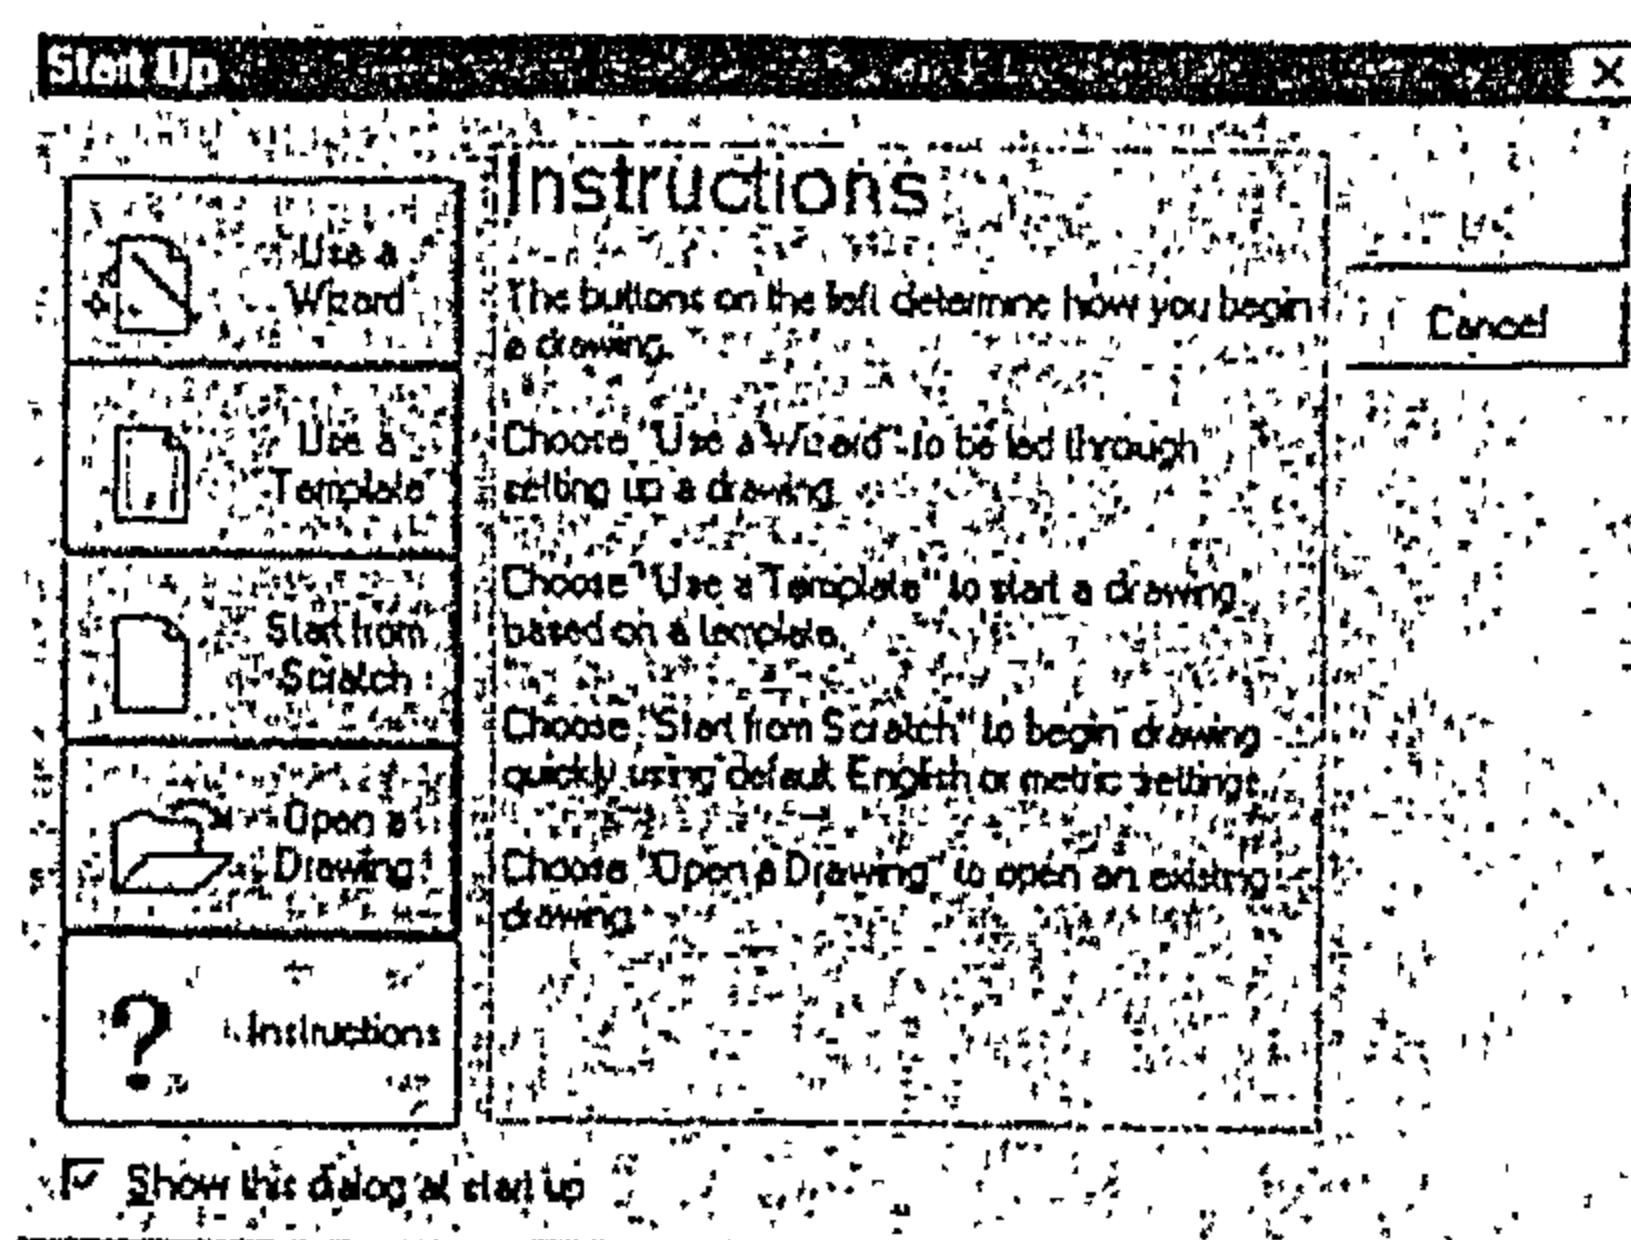 Start Up
Use a
Wizard
Use a
Template
Start from
Scratch
Open a
Drawing
Instructions
Instructions
The buttons on the left determine how you begin
a drawing.
Choose "Use a Wizard" to be led through
setting up a drawing.
Choose "Use a Template" to start a drawing
based on a template.
Choose "Start from Scratch" to begin drawing
quickly using default English or metric settings.
Choose "Open a Drawing" to open an existing
drawing.
Cancel
Show this dialog at start up